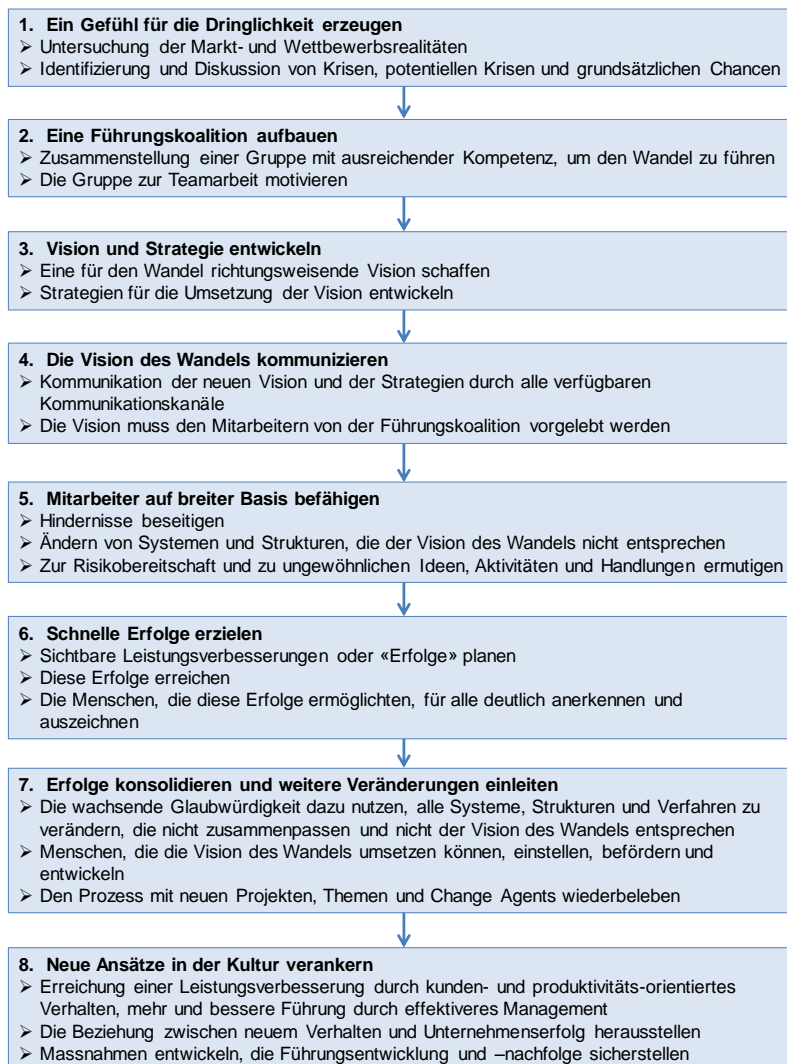 1. Ein Gefühl für die Dringlichkeit erzeugen
➢ Untersuchung der Markt- und Wettbewerbsrealitäten
➢ Identifizierung und Diskussion von Krisen, potentiellen Krisen und grundsätzlichen Chancen
2. Eine Führungskoalition aufbauen
➢ Zusammenstellung einer Gruppe mit ausreichender Kompetenz, um den Wandel zu führen
➢ Die Gruppe zur Teamarbeit motivieren
3. Vision und Strategie entwickeln
➢ Eine für den Wandel richtungsweisende Vision schaffen
➢ Strategien für die Umsetzung der Vision entwickeln
4. Die Vision des Wandels kommunizieren
➢ Kommunikation der neuen Vision und der Strategien durch alle verfügbaren
Kommunikationskanäle
➢ Die Vision muss den Mitarbeitern von der Führungskoalition vorgelebt werden
5. Mitarbeiter auf breiter Basis befähigen
➢ Hindernisse beseitigen
➢ Ändern von Systemen und Strukturen, die der Vision des Wandels nicht entsprechen
➢ Zur Risikobereitschaft und zu ungewöhnlichen Ideen, Aktivitäten und Handlungen ermutigen
6. Schnelle Erfolge erzielen
➢ Sichtbare Leistungsverbesserungen oder «Erfolge» planen
➢ Diese Erfolge erreichen
➢ Die Menschen, die diese Erfolge ermöglichten, für alle deutlich anerkennen und
auszeichnen
7. Erfolge konsolidieren und weitere Veränderungen einleiten
➢ Die wachsende Glaubwürdigkeit dazu nutzen, alle Systeme, Strukturen und Verfahren zu
verändern, die nicht zusammenpassen und nicht der Vision des Wandels entsprechen
➢ Menschen, die die Vision des Wandels umsetzen können, einstellen, befördern und
entwickeln
➢ Den Prozess mit neuen Projekten, Themen und Change Agents wiederbeleben
8. Neue Ansätze in der Kultur verankern
➢ Erreichung einer Leistungsverbesserung durch kunden- und produktivitäts-orientiertes
Verhalten, mehr und bessere Führung durch effektiveres Management
➢ Die Beziehung zwischen neuem Verhalten und Unternehmenserfolg herausstellen
➢ Massnahmen entwickeln, die Führungsentwicklung und –nachfolge sicherstellen